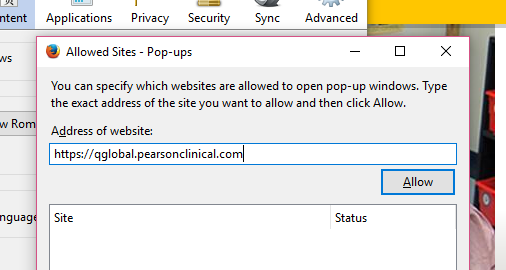 ntent Applications Privacy Security Sync Advanced
Allowed Sites - Pop-ups
ws
You can specify which websites are allowed to open pop-up windows. Type
the exact address of the site you want to allow and then click Allow.
w Rom
Address of website:
https://qglobal.pearsonclinical.com
Allow
nguage
Site Status